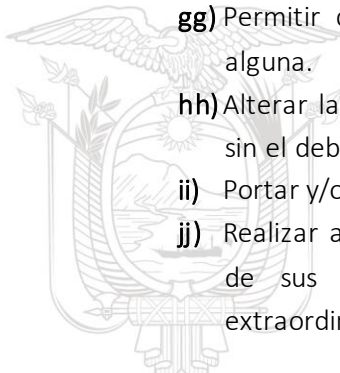 gg) Permitir
alguna.
hh) Alterar la
sin el deb
ii) Portar y/o
jj) Realizar a
de sus
extraordin